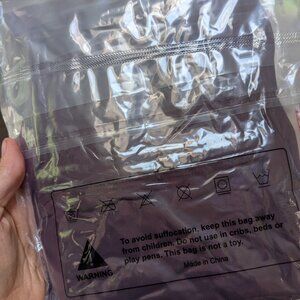 To avoid suffocation, keep this bag away
from children. Do not use in cribs, beds or
play pens. This bag is not a toy.
WARNING
Made in China